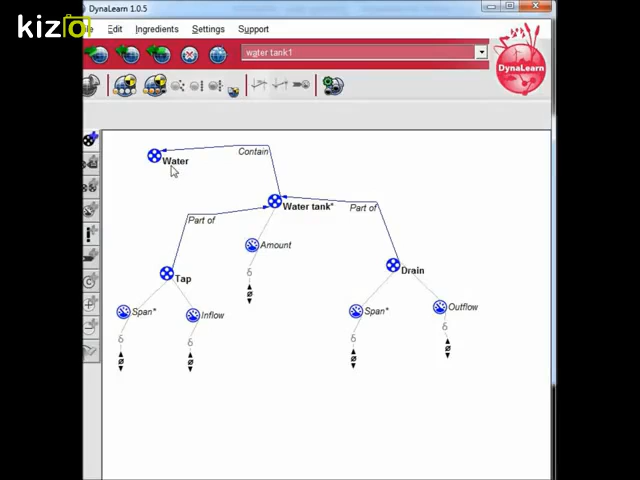 kizoa
DynaLearn 1.0.5
Edit Ingredients Settings Support
water tank1
DynaLearn
Water
Contain
Water tank*
Part of
Part of
Amount
Tap
Drain
Span*
Inflow
Span*
Outflow
δ
δ
δ
δ
δ